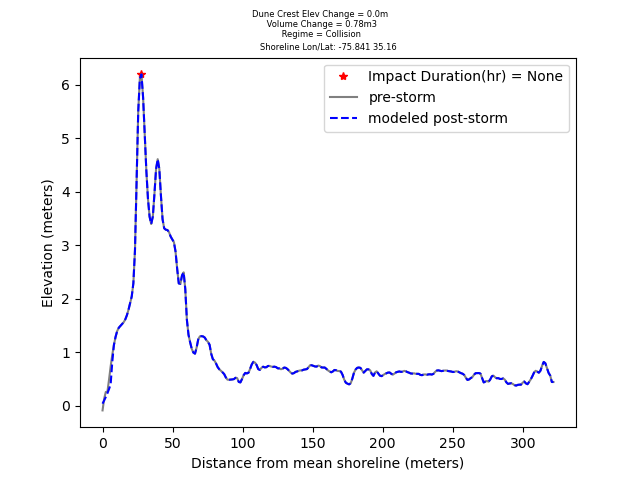 Dune Crest Elev Change = 0.0m
Volume Change = 0.78m3
Regime = Collision
Shoreline Lon/Lat: -75.841 35.16
Impact Duration(hr) = None
pre-storm
modeled post-storm
Elevation (meters)
6
5
4
3
2
1
0
0 50 100 150 200 250 300
Distance from mean shoreline (meters)